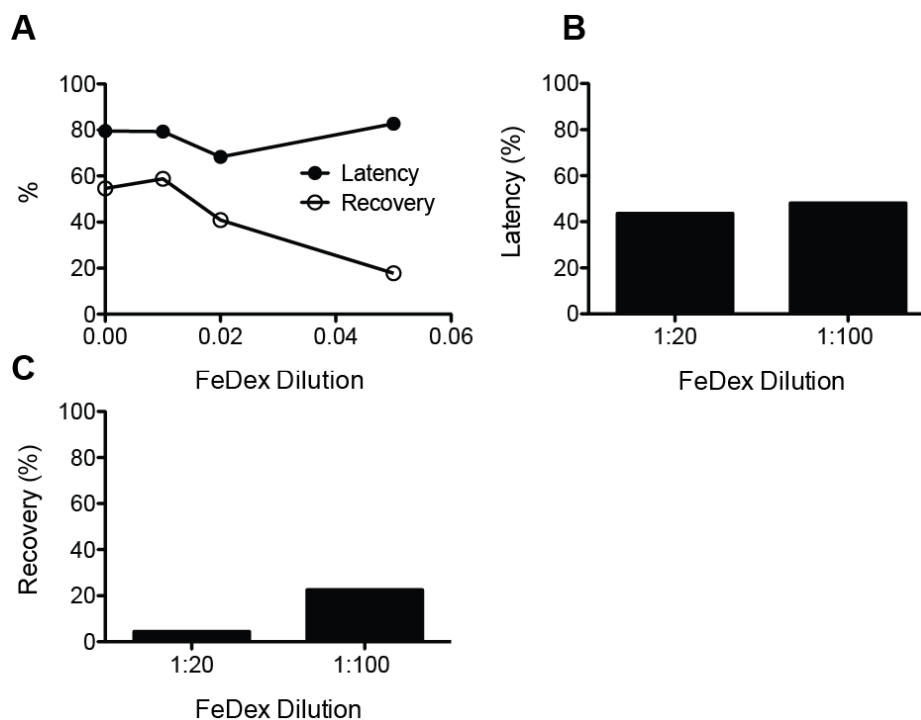 A
100
80
60
40
20
0
%
Latency
Recovery
0.00 0.02 0.04 0.06
FeDex Dilution
B
100
80
60
40
20
0
Latency (%)
1:20 1:100
FeDex Dilution
C
100
80
60
40
20
0
Recovery (%)
1:20 1:100
FeDex Dilution